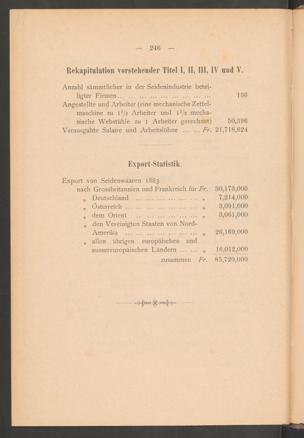 — 246 —
Rekapitulation vorstehender Titel I, II, III, IV und V.
Anzahl sämmtlicher in der Seidenindustrie betei-
ligter Firmen ... 156
Angestellte und Arbeiter (eine mechanische Zettel-
maschine zu 1½ Arbeiter und 1½ mecha-
nische Webstühle zu 1 Arbeiter gerechnet) 50,396
Verausgabte Salaire und Arbeitslöhne ... Fr. 21,718,624
Export-Statistik.
Export von Seidenwaaren 1883
nach Grossbritannien und Frankreich für Fr. 30,173,000
„ Deutschland ... „ 7,214,000
„ Österreich ... „ 3,091,000
„ dem Orient ... „ 3,061,000
„ den Vereinigten Staaten von Nord-
Amerika ... „ 26,169,000
„ allen übrigen europäischen und
aussereuropäischen Ländern ... „ 16,012,000
zusammen Fr. 85,720,000